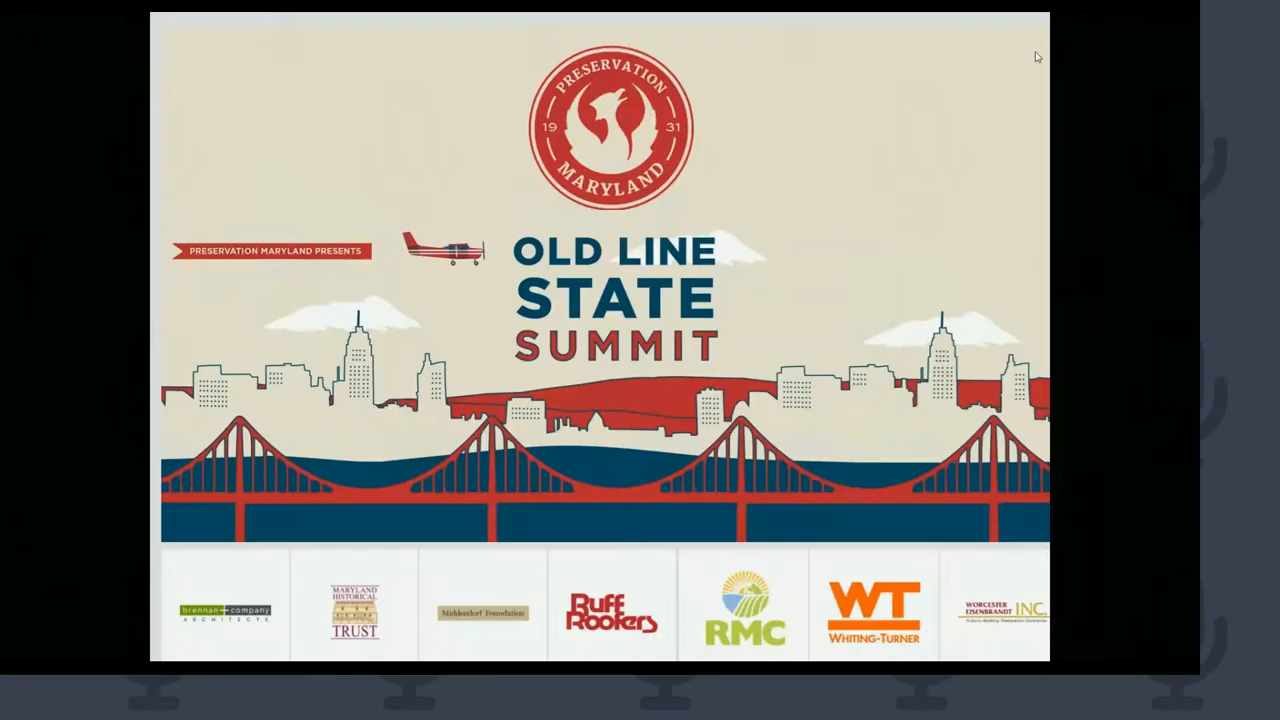 PRESERVATION
19 31
MARYLAND
PRESERVATION MARYLAND PRESENTS
OLD LINE
STATE
SUMMIT
brennan+company
ARCHITECTS
MARYLAND
HISTORICAL
TRUST
Middendorf Foundation
Ruff
Roofers
RMC
WT
WHITING-TURNER
WORCESTER
EISENBRANDT INC.